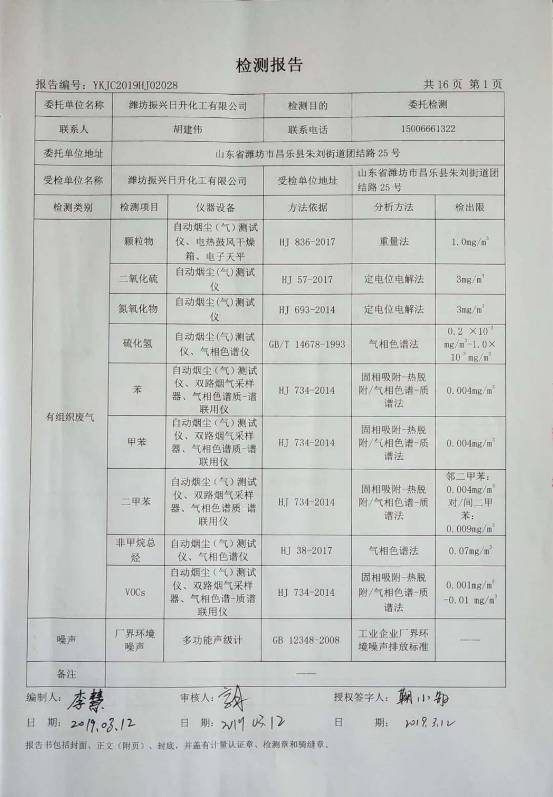 检测报告
报告编号: YKJC2019HJ02028 共 16 页 第 1 页
委托单位名称 潍坊振兴日升化工有限公司 检测目的 委托检测
联系人 胡建伟 联系电话 15006661322
委托单位地址 山东省潍坊市昌乐县朱刘街道团结路 25 号
受检单位名称 潍坊振兴日升化工有限公司 受检单位地址 山东省潍坊市昌乐县朱刘街道团
结路 25 号
检测类别 检测项目 仪器设备 方法依据 分析方法 检出限
有组织废气
颗粒物 自动烟尘(气)测试
仪、电热鼓风干燥
箱、电子天平 HJ 836-2017 重量法 1.0mg/m³
二氧化硫 自动烟尘(气)测试
仪 HJ 57-2017 定电位电解法 3mg/m³
氮氧化物 自动烟尘(气)测试
仪 HJ 693-2014 定电位电解法 3mg/m³
硫化氢 自动烟尘(气)测试
仪、气相色谱仪 GB/T 14678-1993 气相色谱法 0.2 ×10
mg/m³-1.0×
10 mg/m³
苯 自动烟尘(气)测试
仪、双路烟气采样
器、气相色谱质-谱
联用仪 HJ 734-2014 固相吸附-热脱
附/气相色谱-质
谱法 0.004mg/m³
甲苯 自动烟尘(气)测试
仪、双路烟气采样
器、气相色谱质-谱
联用仪 HJ 734-2014 固相吸附-热脱
附/气相色谱-质
谱法 0.004mg/m³
二甲苯 自动烟尘(气)测试
仪、双路烟气采样
器、气相色谱质-谱
联用仪 HJ 734-2014 固相吸附-热脱
附/气相色谱-质
谱法 邻二甲苯:
0.004mg/m³
对/间二甲
苯:
0.009mg/m³
非甲烷总
烃 自动烟尘(气)测试
仪、气相色谱仪 HJ 38-2017 气相色谱法 0.07mg/m³
VOCs 自动烟尘(气)测试
仪、双路烟气采样
器、气相色谱-质谱
联用仪 HJ 734-2014 固相吸附-热脱
附/气相色谱-质
谱法 0.001mg/m³
-0.01 mg/m³
噪声 厂界环境
噪声 多功能声级计 GB 12348-2008 工业企业厂界环
境噪声排放标准 ——
备注 ——
编制人: 李慧 审核人: 授权签字人:
日 期: 2019.03.12 日 期: 2019.03.12 日 期: 2019.3.12
报告书包括封面、正文(附页)、封底,并盖有计量认证章、检测章和骑缝章。